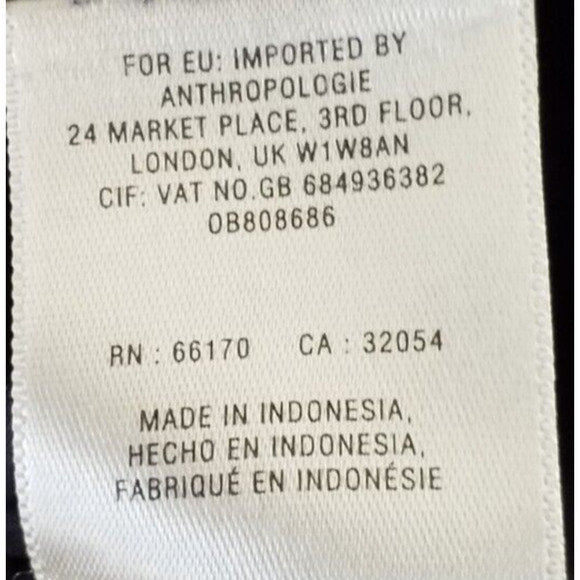 FOR EU: IMPORTED BY
ANTHROPOLOGIE
24 MARKET PLACE, 3RD FLOOR,
LONDON, UK W1W8AN
CIF: VAT NO.GB 684936382
OB808686
RN : 66170 CA : 32054
MADE IN INDONESIA,
HECHO EN INDONESIA,
FABRIQUÉ EN INDONÉSIE